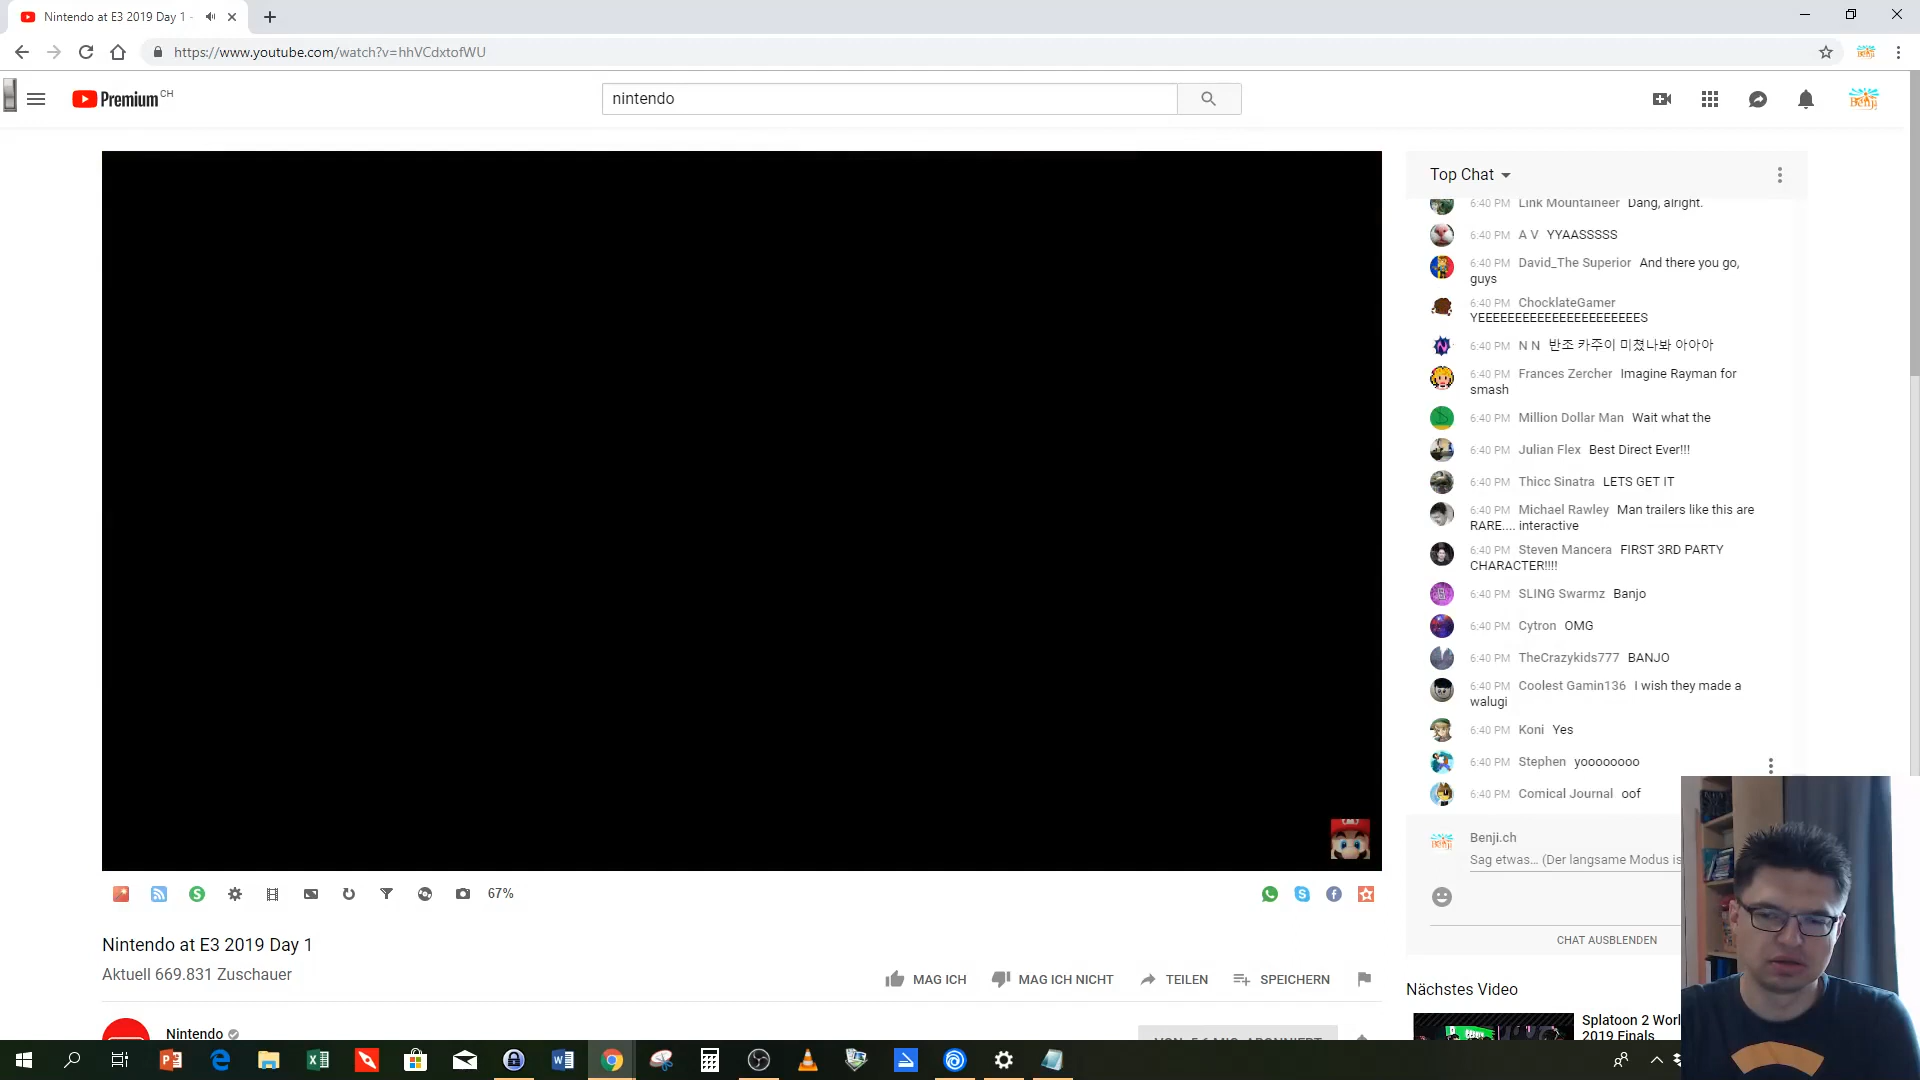 Nintendo at E3 2019 Day 1 -
https://www.youtube.com/watch?v=hhVCdxtofWU
Premium CH
nintendo
Top Chat
6:40 PM Link Mountaineer Dang, alright.
6:40 PM A V YYAASSSSS
6:40 PM David_The Superior And there you go,
guys
6:40 PM ChocklateGamer
YEEEEEEEEEEEEEEEEEEEEEES
6:40 PM N N 반조 카주이 미쳤나봐 아아아
6:40 PM Frances Zercher Imagine Rayman for
smash
6:40 PM Million Dollar Man Wait what the
6:40 PM Julian Flex Best Direct Ever!!!
6:40 PM Thicc Sinatra LETS GET IT
6:40 PM Michael Rawley Man trailers like this are
RARE.... interactive
6:40 PM Steven Mancera FIRST 3RD PARTY
CHARACTER!!!!
6:40 PM SLING Swarmz Banjo
6:40 PM Cytron OMG
6:40 PM TheCrazykids777 BANJO
6:40 PM Coolest Gamin136 I wish they made a
walugi
6:40 PM Koni Yes
6:40 PM Stephen yoooooooo
6:40 PM Comical Journal oof
Benji.ch
Sag etwas... (Der langsame Modus is
CHAT AUSBLENDEN
67%
Nintendo at E3 2019 Day 1
Aktuell 669.831 Zuschauer
MAG ICH
MAG ICH NICHT
TEILEN
SPEICHERN
Nächstes Video
Splatoon 2 Worl
2019 Finals
Nintendo